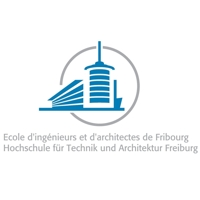 Ecole d'ingénieurs et d'architectes de Fribourg
Hochschule für Technik und Architektur Freiburg